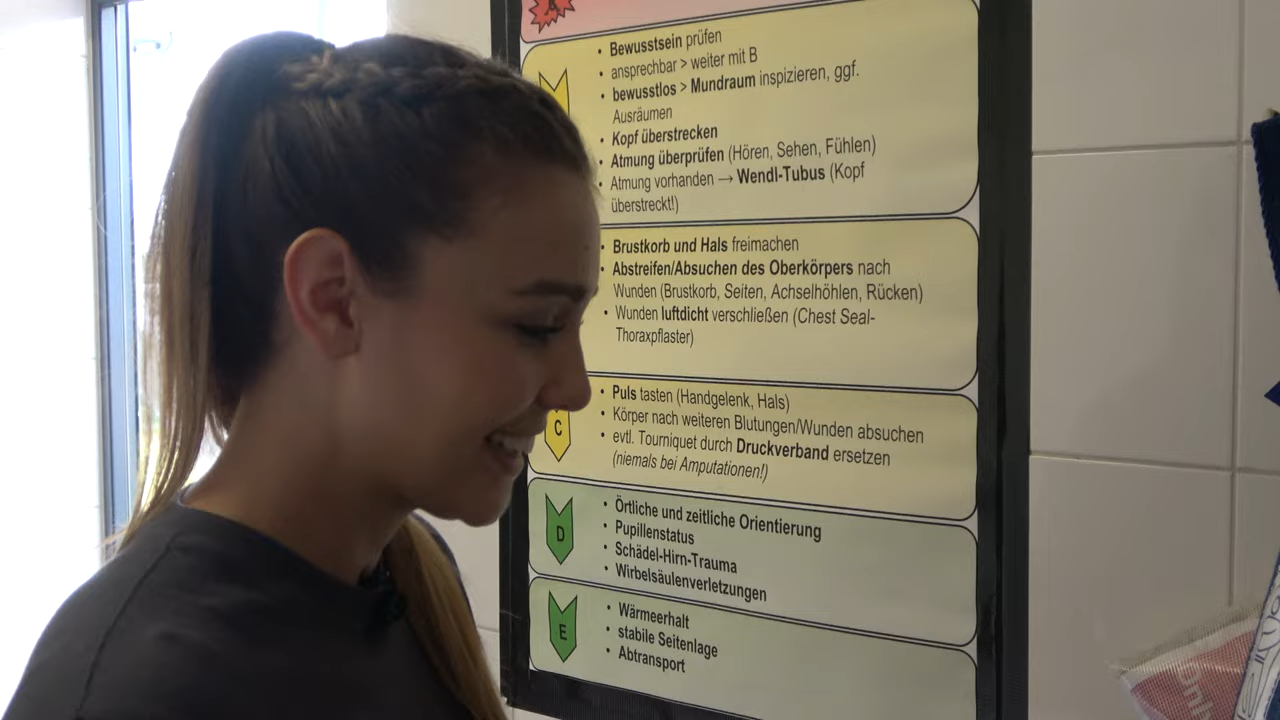 • Bewusstsein prüfen
• ansprechbar > weiter mit B
• bewusstlos > Mundraum inspizieren, ggf.
Ausräumen
• Kopf überstrecken
• Atmung überprüfen (Hören, Sehen, Fühlen)
• Atmung vorhanden → Wendl-Tubus (Kopf
überstreckt!)
• Brustkorb und Hals freimachen
• Abstreifen/Absuchen des Oberkörpers nach
Wunden (Brustkorb, Seiten, Achselhöhlen, Rücken)
• Wunden luftdicht verschließen (Chest Seal-
Thoraxpflaster)
C
• Puls tasten (Handgelenk, Hals)
• Körper nach weiteren Blutungen/Wunden absuchen
• evtl. Tourniquet durch Druckverband ersetzen
(niemals bei Amputationen!)
D
• Örtliche und zeitliche Orientierung
• Pupillenstatus
• Schädel-Hirn-Trauma
• Wirbelsäulenverletzungen
E
• Wärmeerhalt
• stabile Seitenlage
• Abtransport